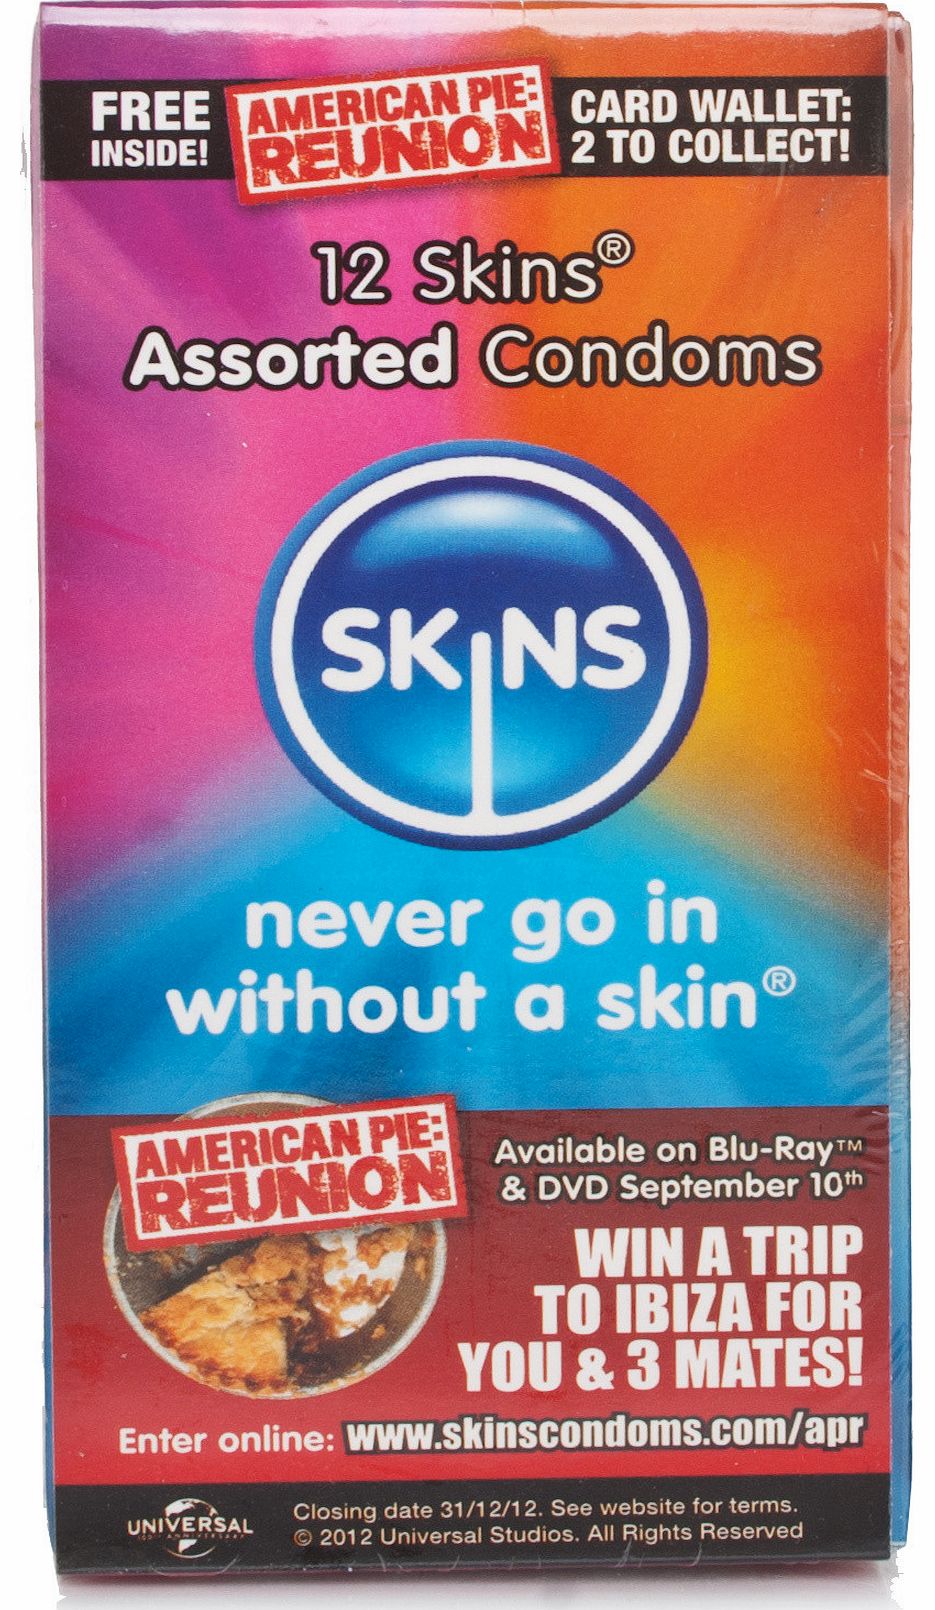 FREE INSIDE!
AMERICAN PIE:
REUNION
CARD WALLET:
2 TO COLLECT!
12 Skins®
Assorted Condoms
SKINS
never go in
without a skin®
AMERICAN PIE:
REUNION
Available on Blu-Ray™
& DVD September 10th
WIN A TRIP
TO IBIZA FOR
YOU & 3 MATES!
Enter online: www.skinscondoms.com/apr
UNIVERSAL
100TH ANNIVERSARY
Closing date 31/12/12. See website for terms.
© 2012 Universal Studios. All Rights Reserved